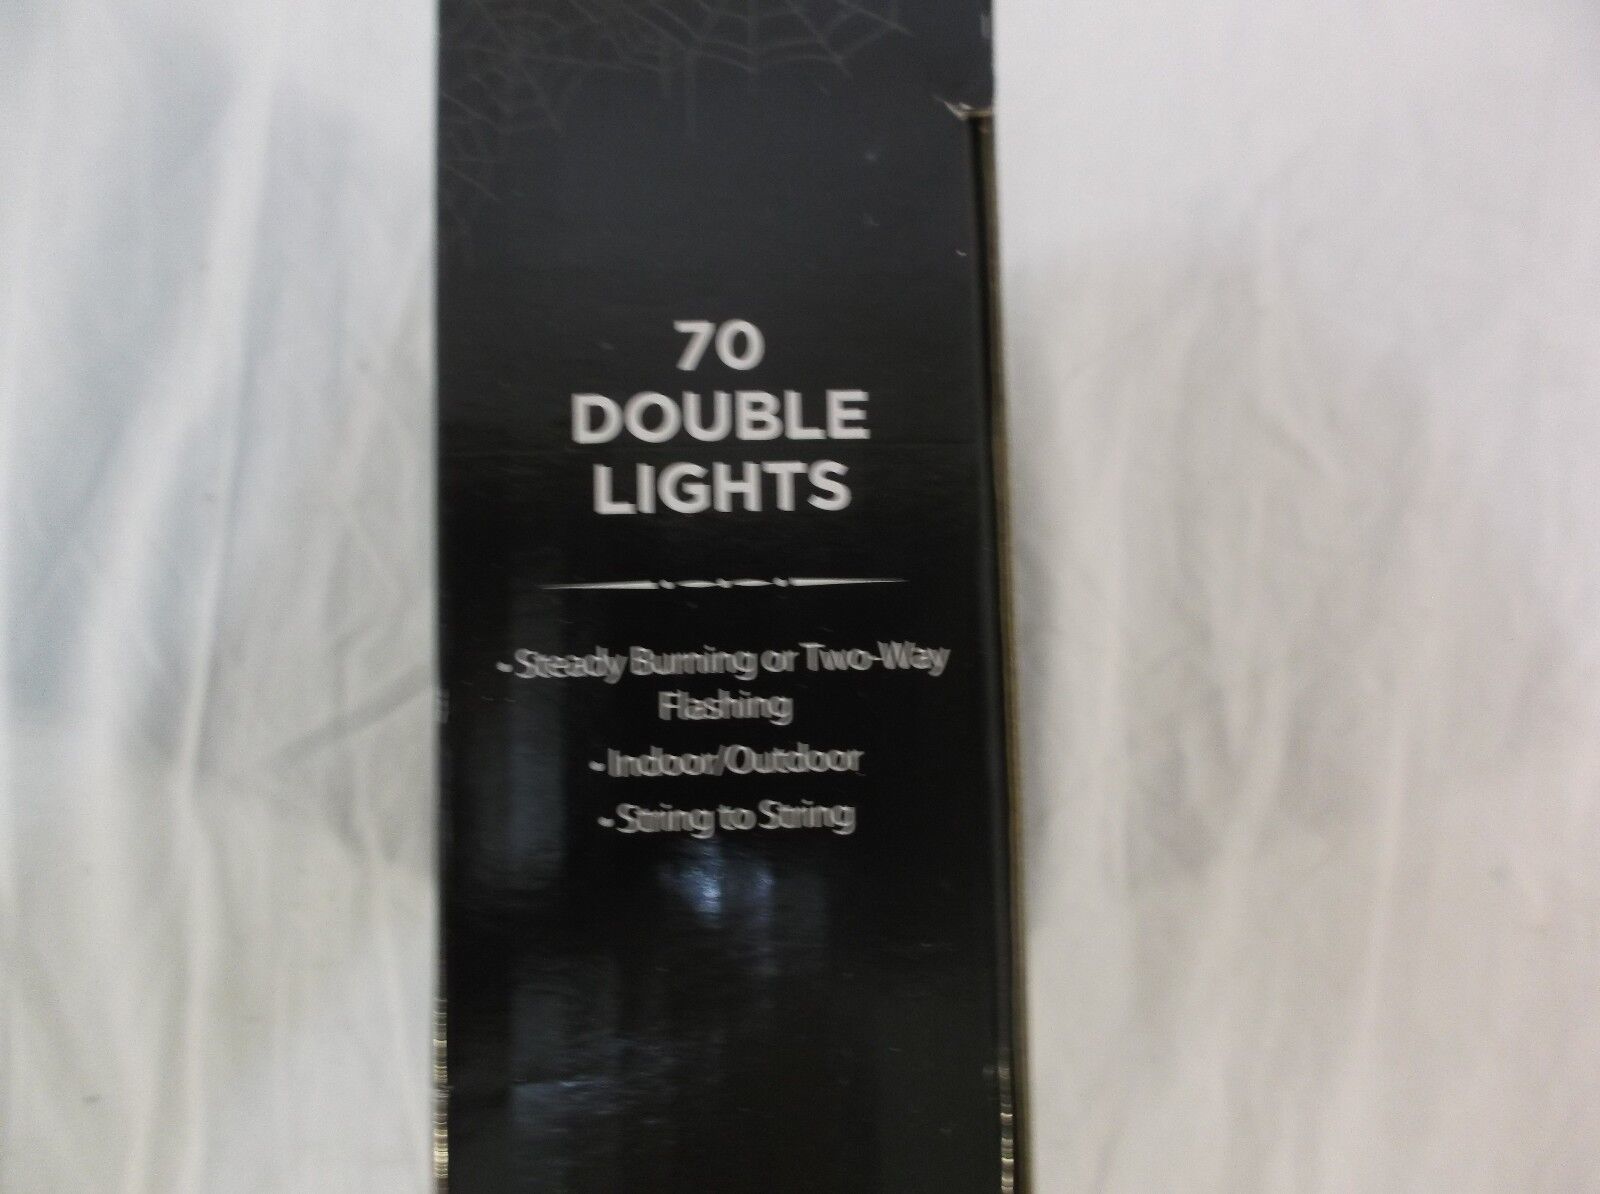 70
DOUBLE
LIGHTS
• Steady Burning or Two-Way
Flashing
• Indoor/Outdoor
• String to String